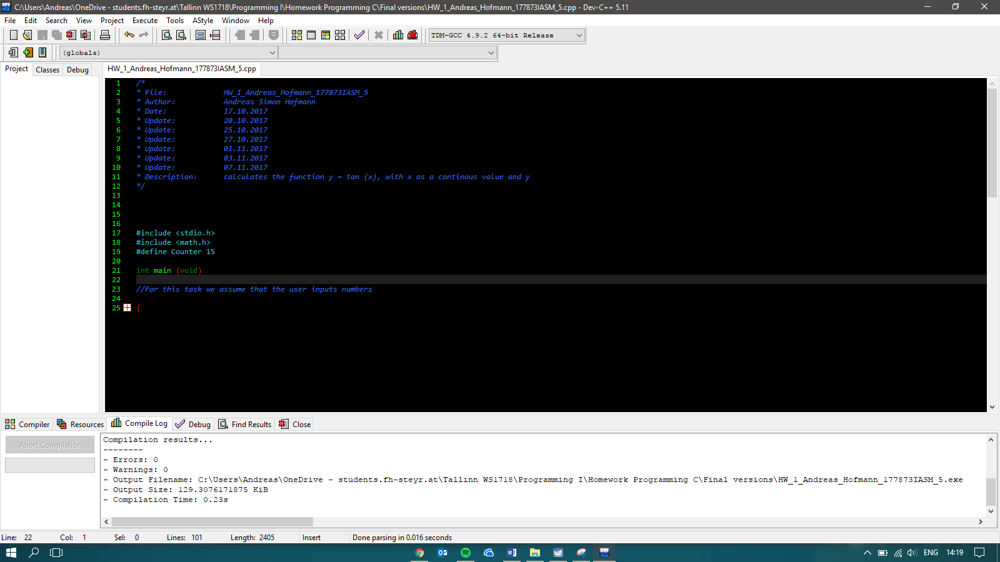 C:\Users\Andreas\OneDrive - students.fh-steyr.at\Tallinn WS1718\Programming I\Homework Programming C\Final versions\HW_1_Andreas_Hofmann_177873IASM_5.cpp - Dev-C++ 5.11
File Edit Search View Project Execute Tools AStyle Window Help
TDM-GCC 4.9.2 64-bit Release
(globals)
Project Classes Debug HW_1_Andreas_Hofmann_177873IASM_5.cpp
1 /*
2 * File: HW_1_Andreas_Hofmann_177873IASM_5
3 * Author: Andreas Simon Hofmann
4 * Date: 17.10.2017
5 * Update: 20.10.2017
6 * Update: 25.10.2017
7 * Update: 27.10.2017
8 * Update: 01.11.2017
9 * Update: 03.11.2017
10 * Update: 07.11.2017
11 * Description: calculates the function y = tan (x), with x as a continous value and y
12 */
13
14
15
16
17 #include <stdio.h>
18 #include <math.h>
19 #define Counter 15
20
21 int main (void)
22
23 //For this task we assume that the user inputs numbers
24
25 {
Compiler Resources Compile Log Debug Find Results Close
Abort Compilation
Compilation results...
--------
- Errors: 0
- Warnings: 0
- Output Filename: C:\Users\Andreas\OneDrive - students.fh-steyr.at\Tallinn WS1718\Programming I\Homework Programming C\Final versions\HW_1_Andreas_Hofmann_177873IASM_5.exe
- Output Size: 129.3076171875 KiB
- Compilation Time: 0.23s
Line: 22 Col: 1 Sel: 0 Lines: 101 Length: 2405 Insert Done parsing in 0.016 seconds
ENG 14:19